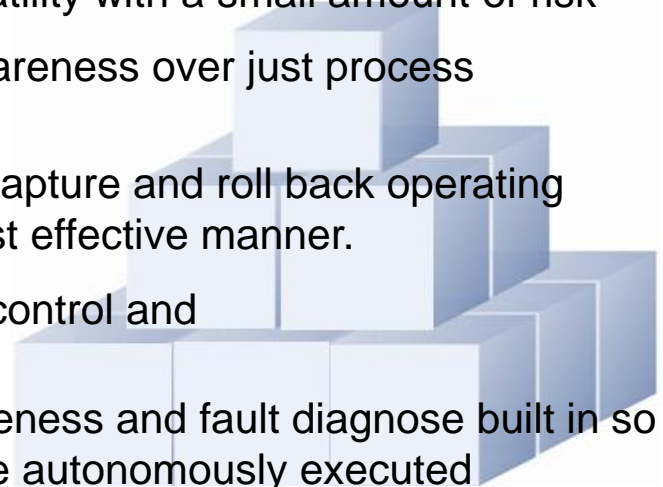 with a small amount of risk
areness over just process
apture and roll back operating
st effective manner.
control and
eness and fault diagnose built in so
e autonomously executed